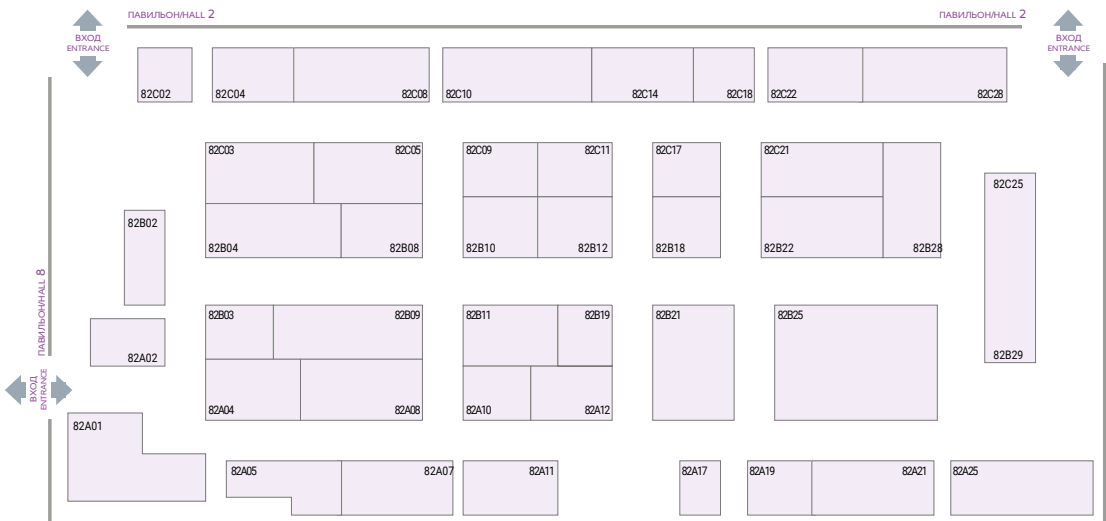 ПАВИЛЬОН/HALL 2
ПАВИЛЬОН/HALL 2
ВХОД
ENTRANCE
ВХОД
ENTRANCE
82C02
82C04
82C08
82C10
82C14
82C18
82C22
82C28
82C03
82C05
82C09
82C11
82C17
82C21
82C25
82B02
82B04
82B08
82B10
82B12
82B18
82B22
82B28
ПАВИЛЬОН/HALL 8
82B03
82B09
82B11
82B19
82B21
82B25
82A02
82B29
ВХОД
ENTRANCE
82A04
82A08
82A10
82A12
82A01
82A05
82A07
82A11
82A17
82A19
82A21
82A25